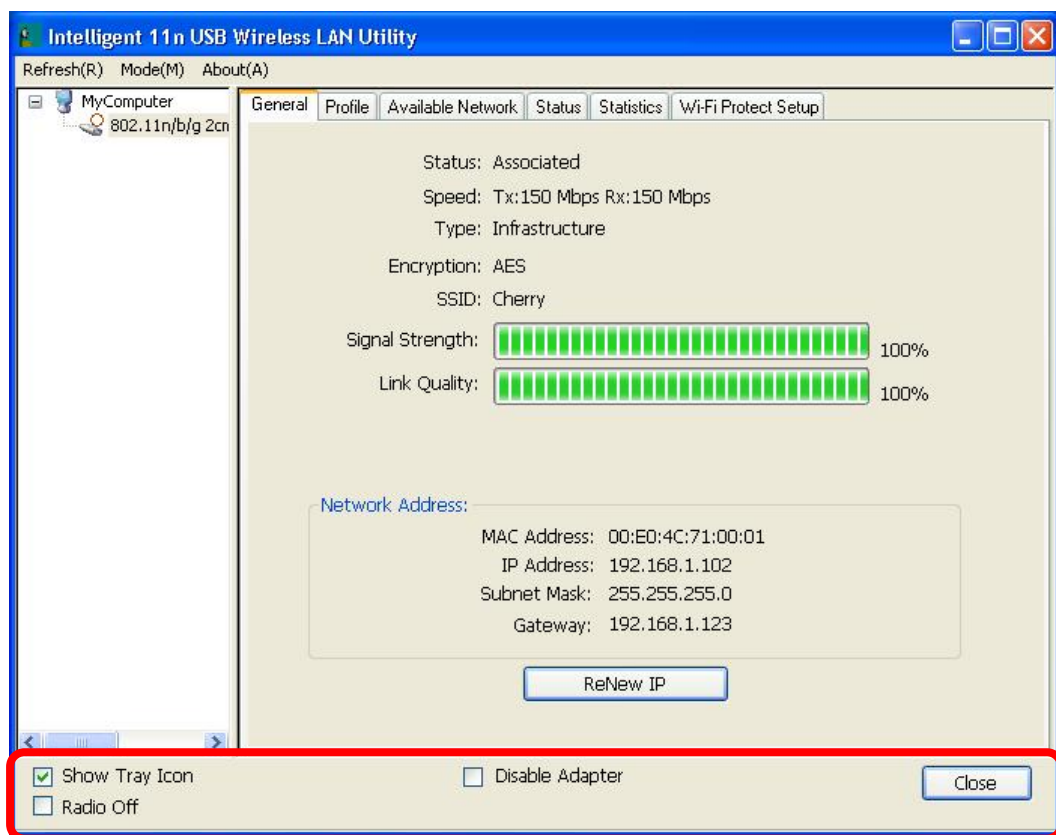 Intelligent 11n USB Wireless LAN Utility
Refresh(R) Mode(M) About(A)
MyComputer
802.11n/b/g 2cn
General Profile Available Network Status Statistics Wi-Fi Protect Setup
Status: Associated
Speed: Tx:150 Mbps Rx:150 Mbps
Type: Infrastructure
Encryption: AES
SSID: Cherry
Signal Strength: 100%
Link Quality: 100%
Network Address:
MAC Address: 00:E0:4C:71:00:01
IP Address: 192.168.1.102
Subnet Mask: 255.255.255.0
Gateway: 192.168.1.123
ReNew IP
Show Tray Icon Disable Adapter Close
Radio Off